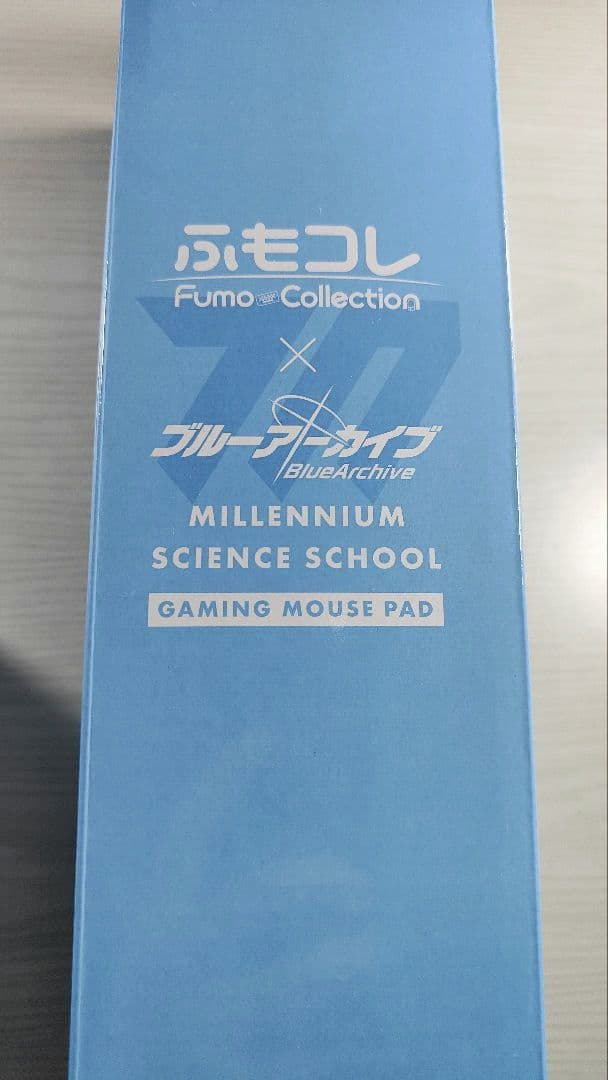 ふもコレ
Fumo Collection
×
ブルーアーカイブ
BlueArchive
MILLENNIUM
SCIENCE SCHOOL
GAMING MOUSE PAD